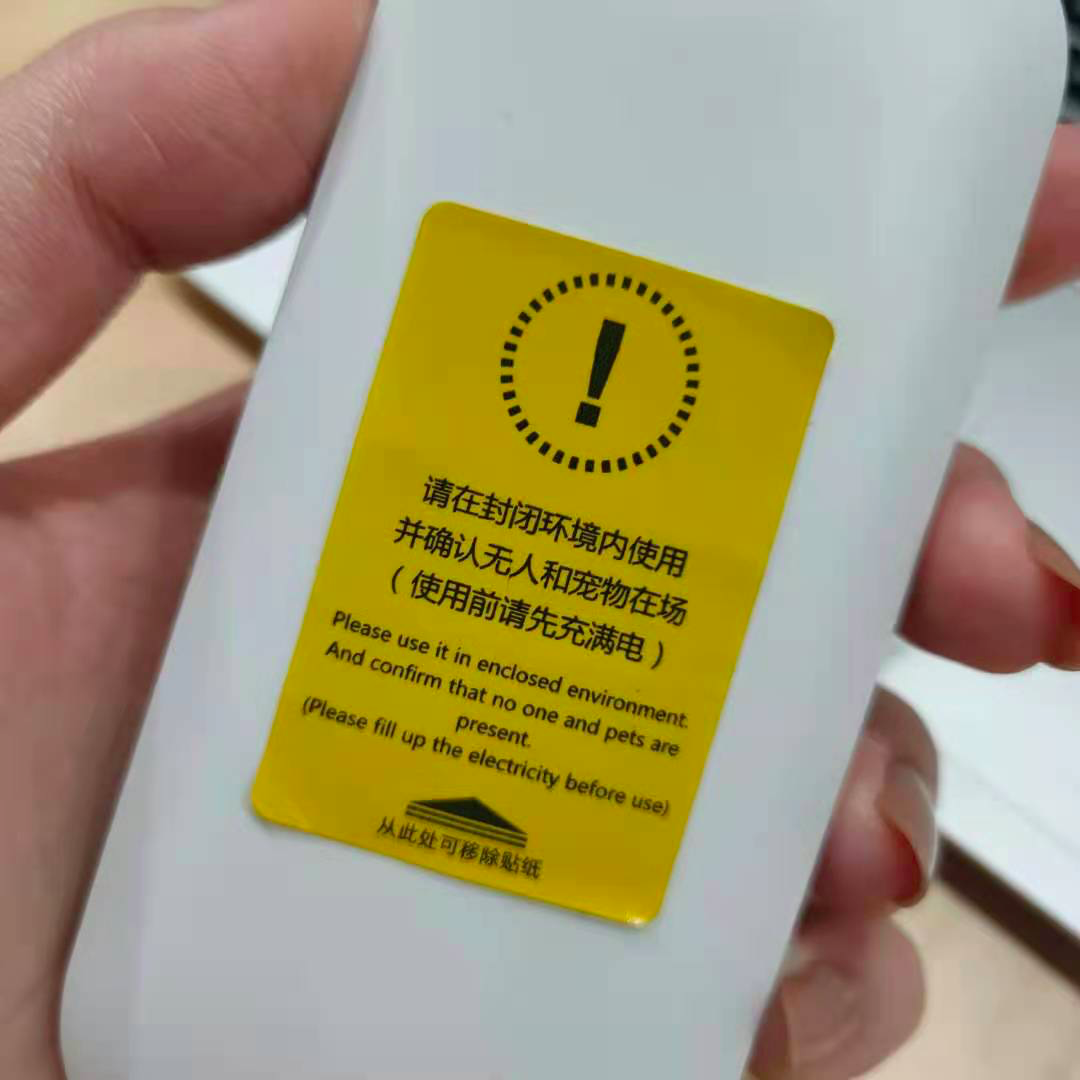 请在封闭环境内使用
并确认无人和宠物在场
（使用前请先充满电）
Please use it in enclosed environment.
And confirm that no one and pets are
present.
(Please fill up the electricity before use)
从此处可移除贴纸